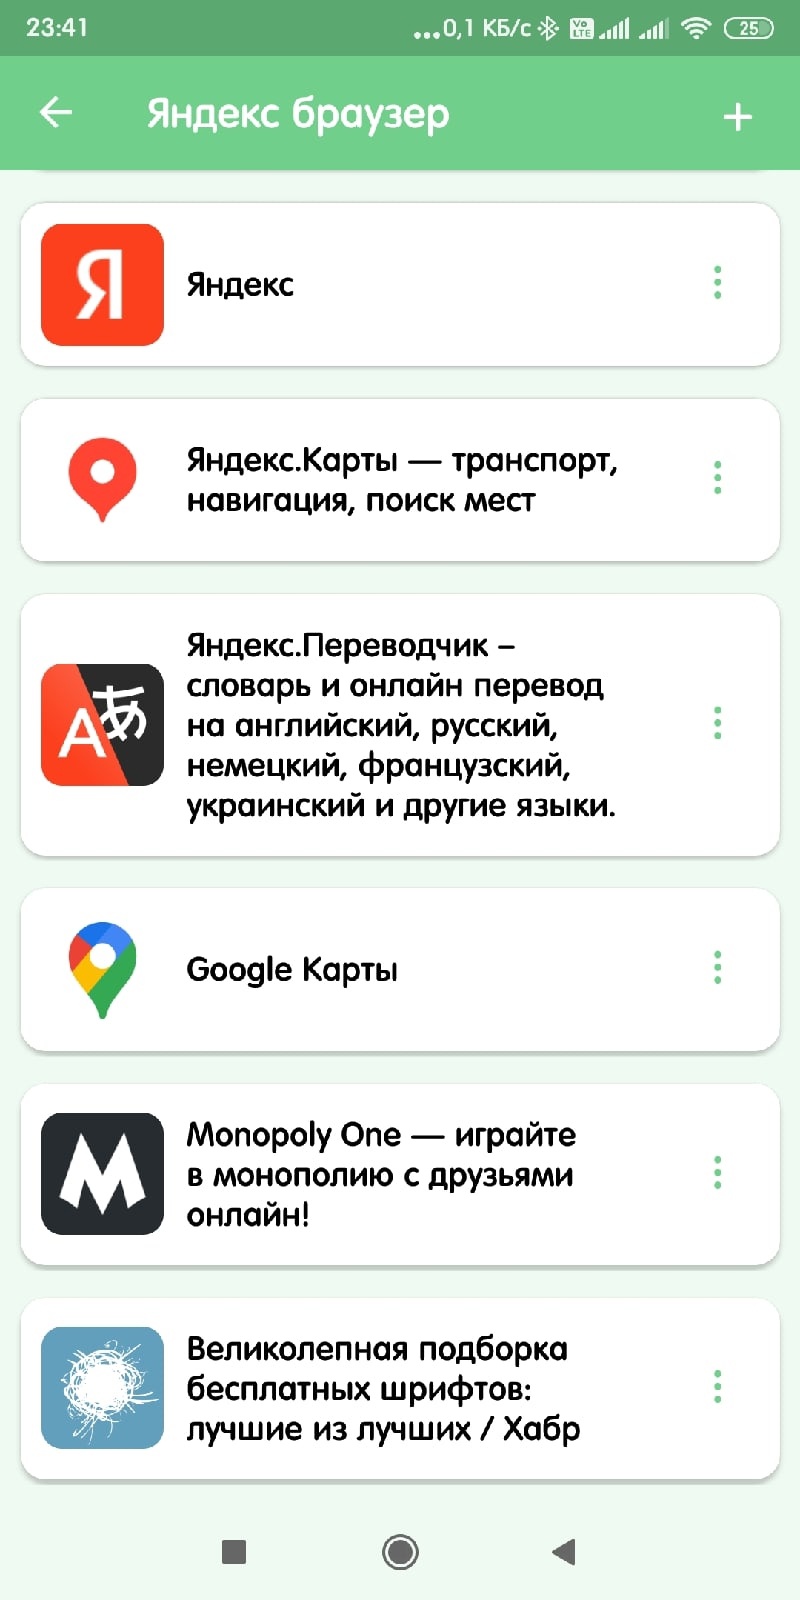 23:41
...0,1 КБ/с Vo LTE 25
Яндекс браузер
Я
Яндекс
Яндекс.Карты — транспорт,
навигация, поиск мест
Aあ
Яндекс.Переводчик –
словарь и онлайн перевод
на английский, русский,
немецкий, французский,
украинский и другие языки.
Google Карты
M
Monopoly One — играйте
в монополию с друзьями
онлайн!
Великолепная подборка
бесплатных шрифтов:
лучшие из лучших / Хабр